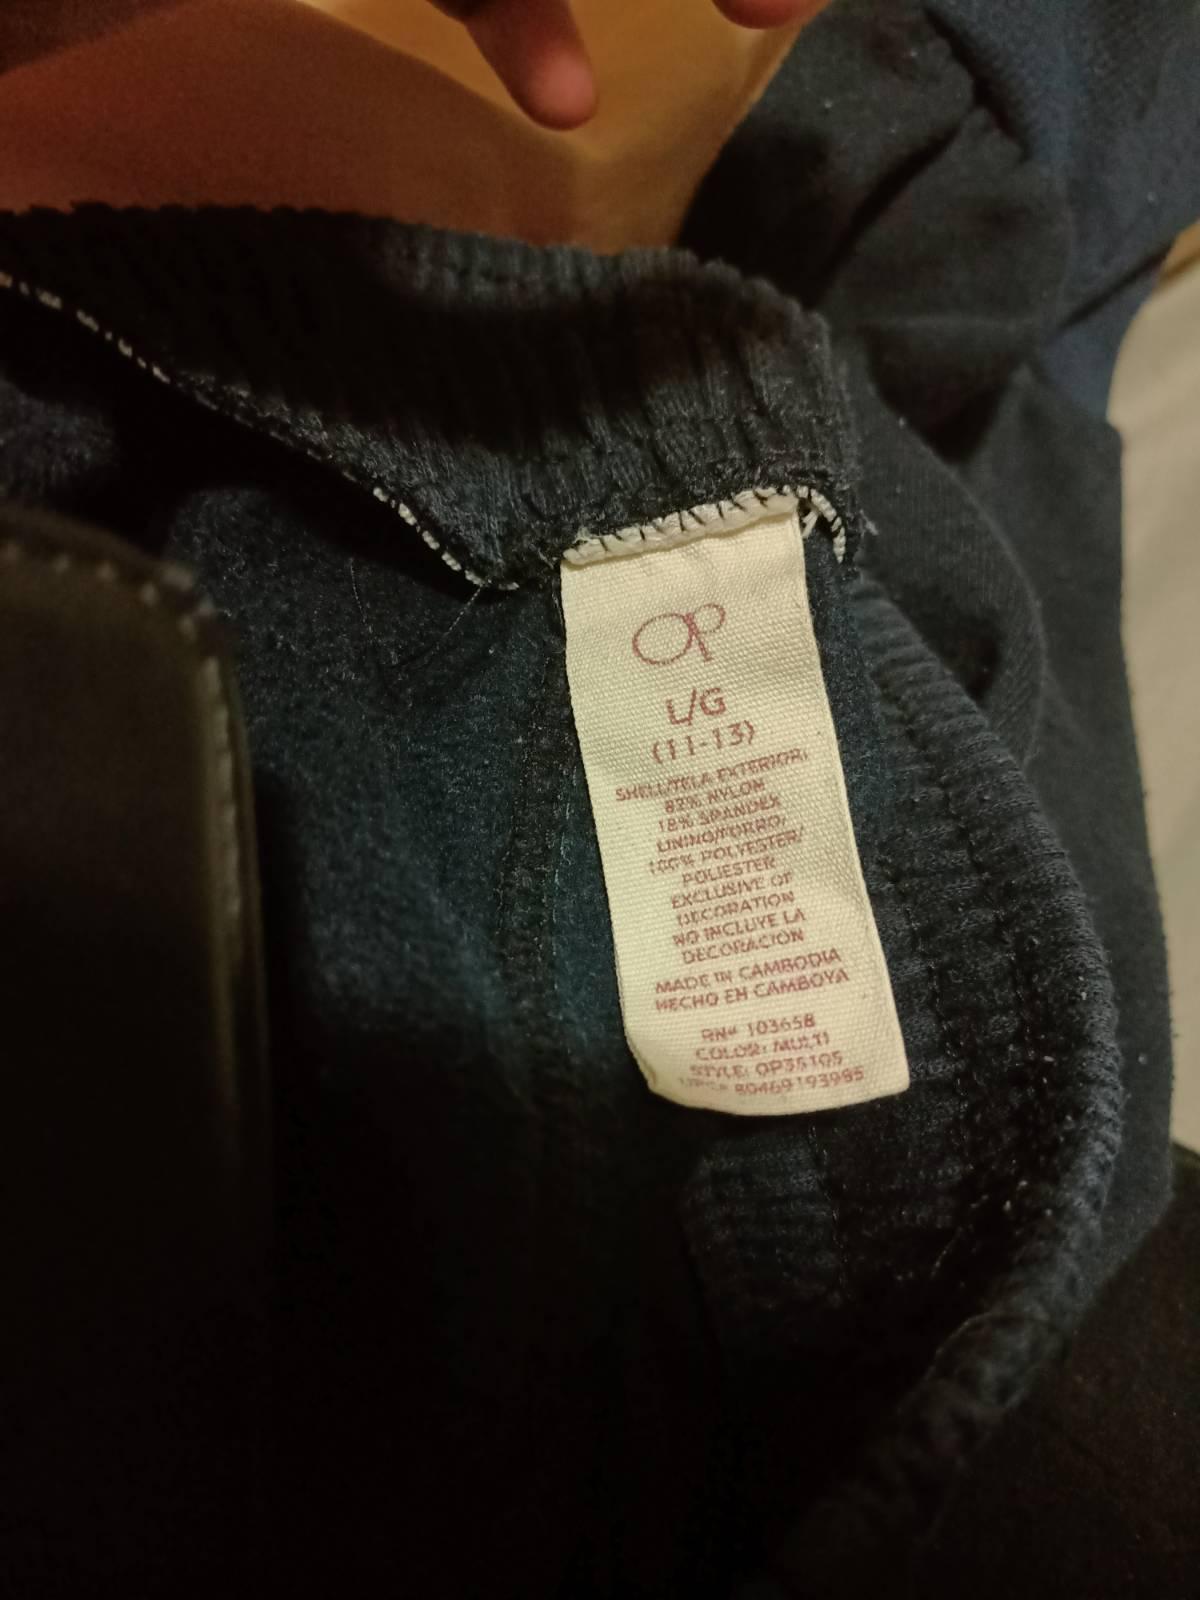 OP
L/G
(11-13)
SHELL/TELA EXTERIOR:
82% NYLON
18% SPANDEX
LINING/FORRO/
100% POLYESTER/
POLIESTER
EXCLUSIVE OF
DECORATION
NO INCLUYE LA
DECORACION
MADE IN CAMBODIA
HECHO EN CAMBOYA
RN# 103658
COLOR: MULTI
STYLE: OP35105
80469193985